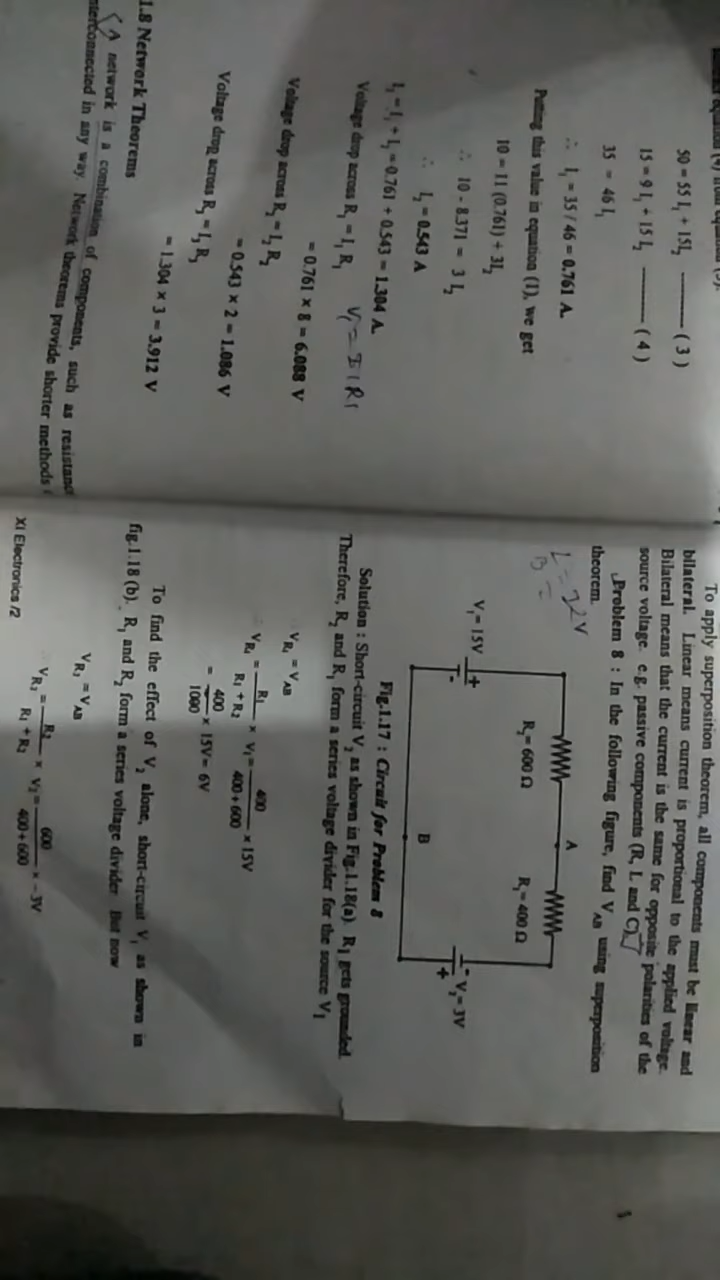 50 = 55 I₁ + 15I₂ ——— ( 3 )
15 = 9 I₁ + 15 I₂ ——— ( 4 )
35 = 46 I₁
∴ I₁ = 35 / 46 = 0.761 A.
Putting this value in equation (1), we get
10 = 11 (0.761) + 3I₂
∴ 10 - 8.371 = 3 I₂
∴ I₂ = 0.543 A
I₃ = I₁ + I₂ = 0.761 + 0.543 = 1.304 A.
Voltage drop across R₁ = I₁ R₁ V₁ = I1R1
= 0.761 × 8 = 6.088 V
Voltage drop across R₂ = I₂ R₂
= 0.543 × 2 = 1.086 V
Voltage drop across R₃ = I₃ R₃
= 1.304 × 3 = 3.912 V
1.8 Network Theorems
A network is a combination of components, such as
in any way. Network theorems provide shorter methods
To apply superposition theorem, all components must be linear and
bilateral. Linear means current is proportional to the applied voltage.
Bilateral means that the current is the same for opposite polarities of the
source voltage. e.g. passive components (R, L and C).
Problem 8 : In the following figure, find V_AB using superposition
theorem.
A
R₂= 600 Ω R₁= 400 Ω
V₁= 15V + - - + V₂= 3V
B
Fig.1.17 : Circuit for Problem 8
Solution : Short-circuit V₂ as shown in Fig.1.18(a). R₁ gets grounded.
Therefore, R₂ and R₁ form a series voltage divider for the source V₁
V_R₁ = V_AB
V_R₁ = R₁ / (R₁ + R₂) × V₁ = 400 / (400 + 600) × 15V
= 400 / 1000 × 15V = 6V
To find the effect of V₂ alone, short-circuit V₁ as shown in
fig.1.18 (b). R₁ and R₂ form a series voltage divider. But now
V_R₂ = V_AB
V_R₂ = R₂ / (R₁ + R₂) × V₂ = 600 / (400 + 600) × - 3V
XI Electronics /2